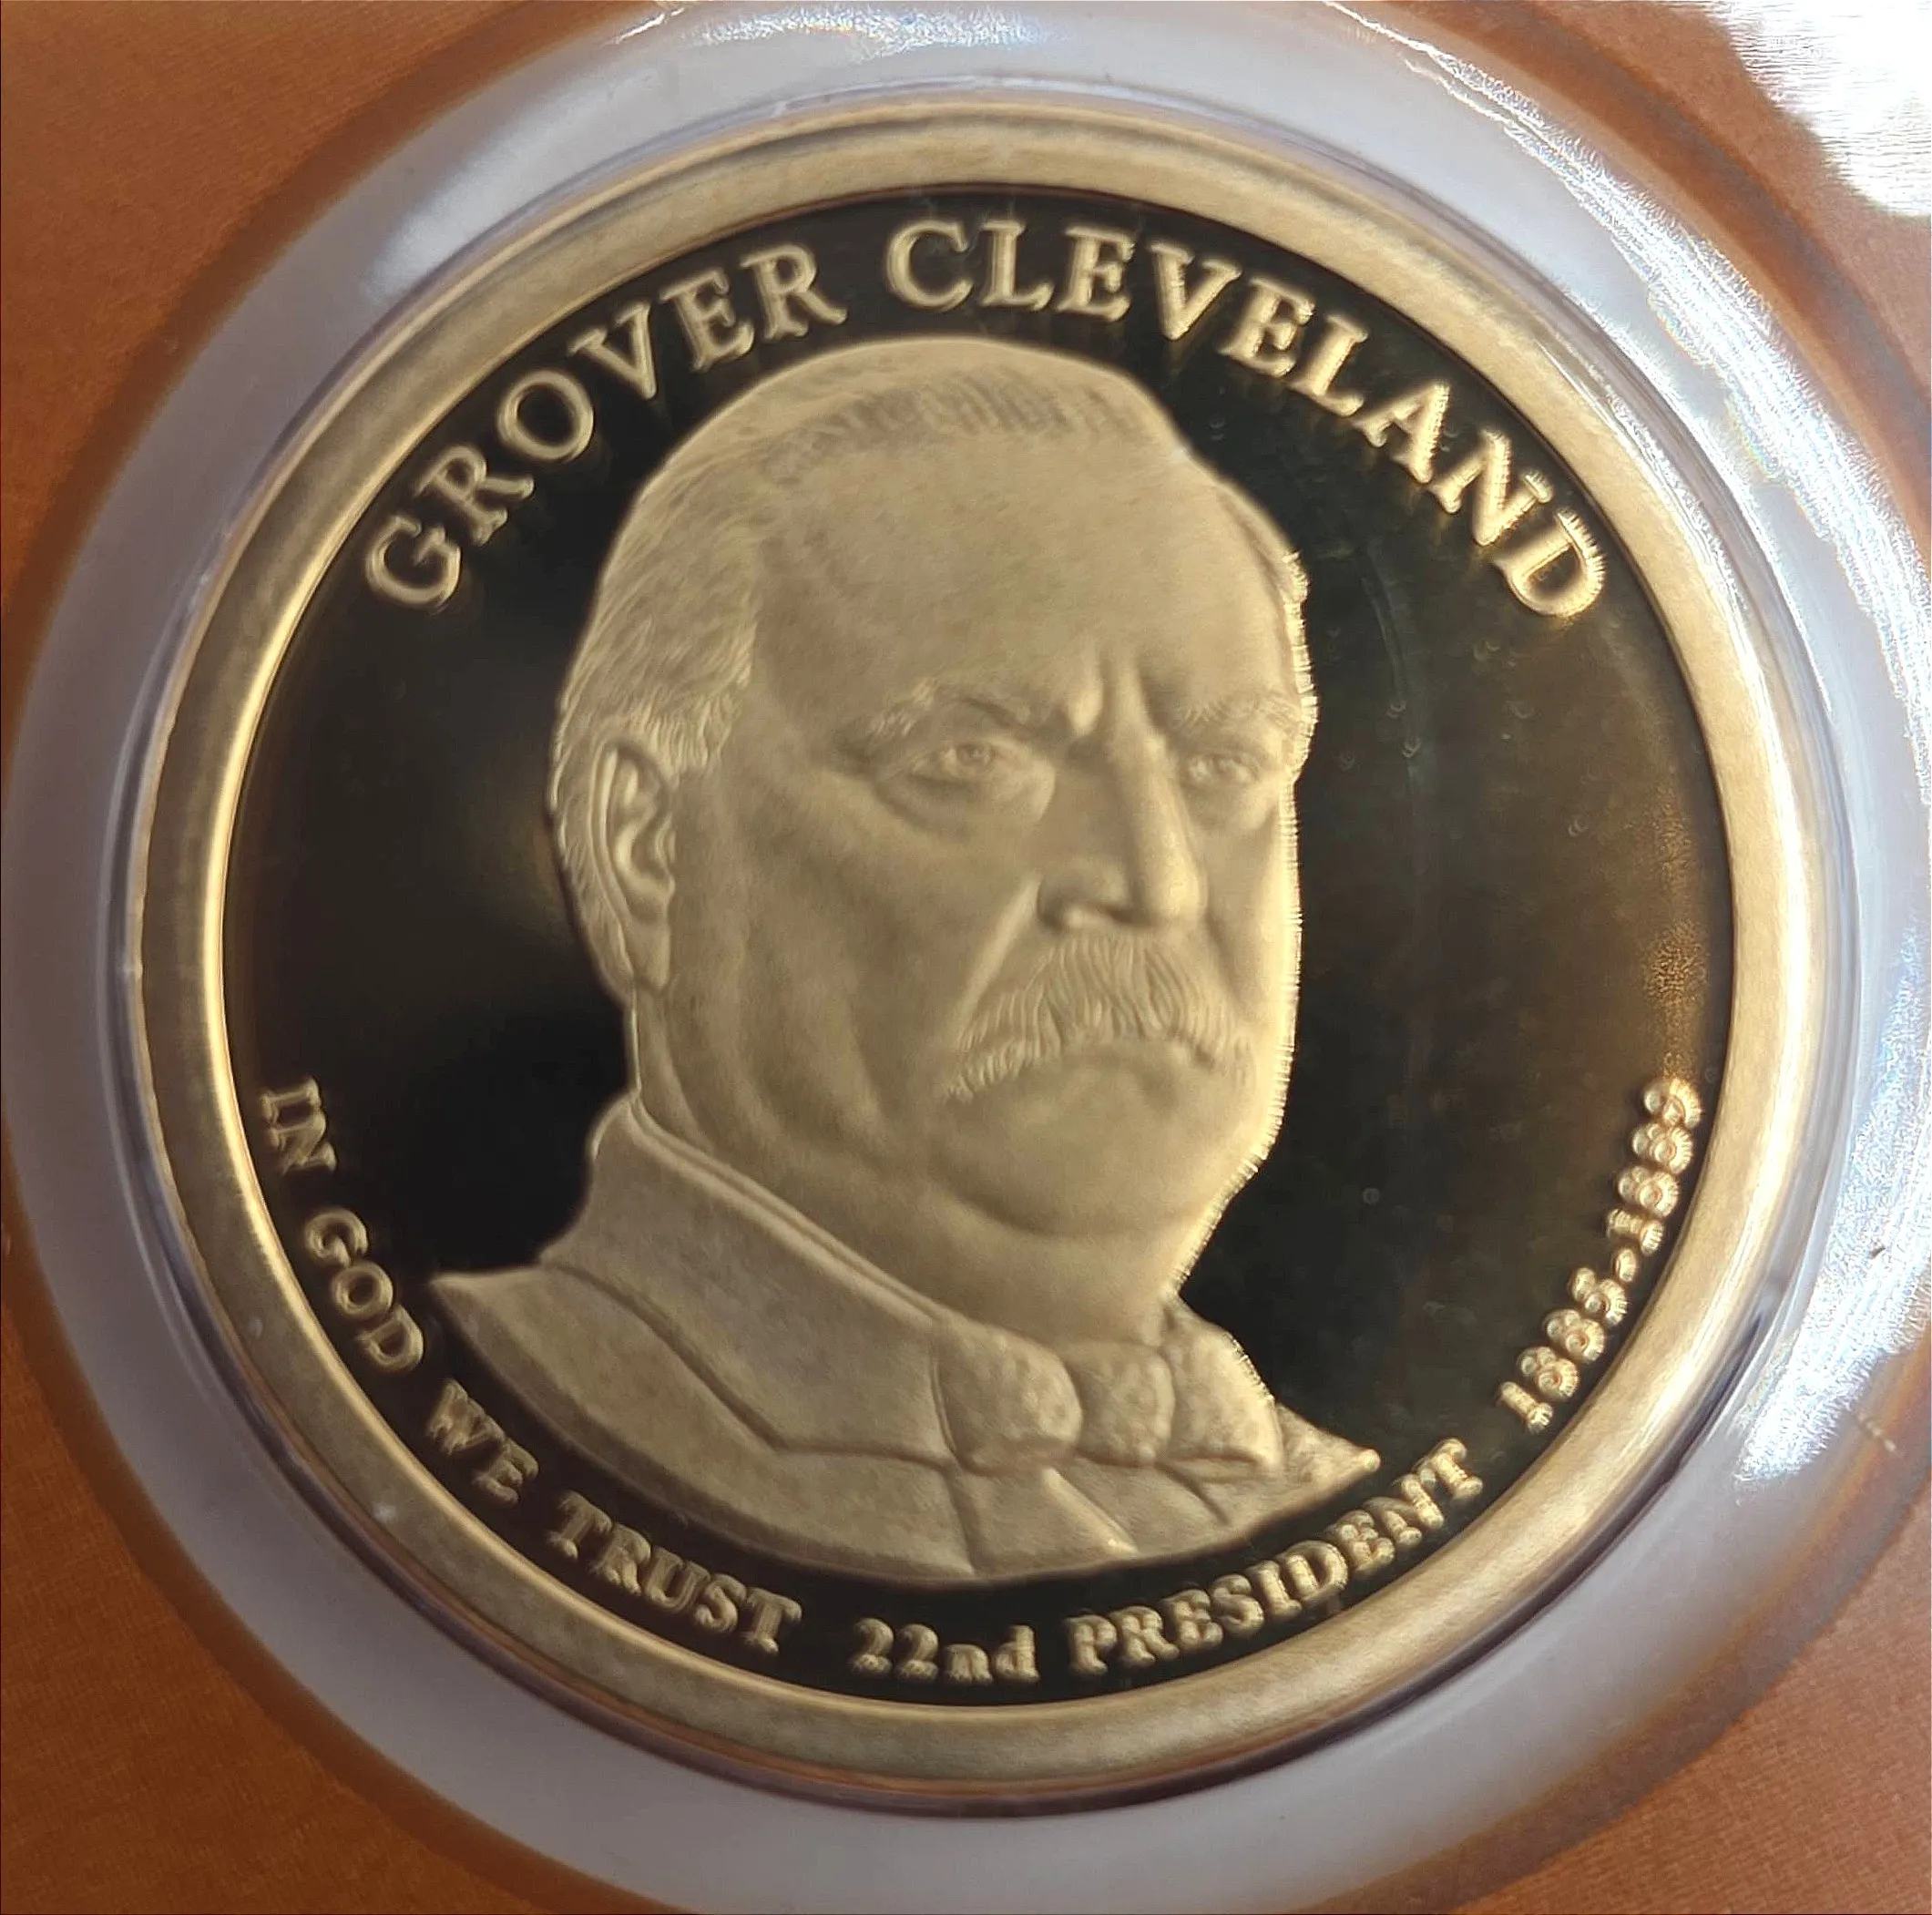 GROVER CLEVELAND
IN GOD WE TRUST 22nd PRESIDENT 1885-1889